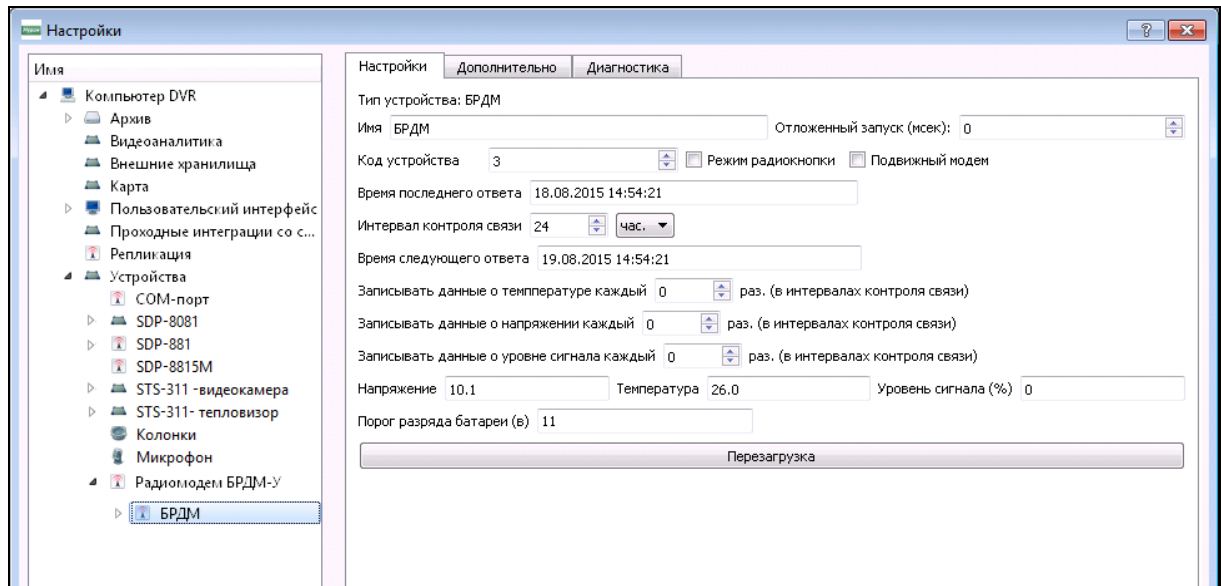 Настройки
Имя
Компьютер DVR
Архив
Видеоаналитика
Внешние хранилища
Карта
Пользовательский интерфейс
Проходные интеграции со с...
Репликация
Устройства
COM-порт
SDP-8081
SDP-881
SDP-8815M
STS-311 -видеокамера
STS-311- тепловизор
Колонки
Микрофон
Радиомодем БРДМ-У
БРДМ
Настройки Дополнительно Диагностика
Тип устройства: БРДМ
Имя БРДМ Отложенный запуск (мсек): 0
Код устройства 3 Режим радиокнопки Подвижный модем
Время последнего ответа 18.08.2015 14:54:21
Интервал контроля связи 24 час.
Время следующего ответа 19.08.2015 14:54:21
Записывать данные о темппературе каждый 0 раз. (в интервалах контроля связи)
Записывать данные о напряжении каждый 0 раз. (в интервалах контроля связи)
Записывать данные о уровне сигнала каждый 0 раз. (в интервалах контроля связи)
Напряжение 10.1 Температура 26.0 Уровень сигнала (%) 0
Порог разряда батареи (в) 11
Перезагрузка